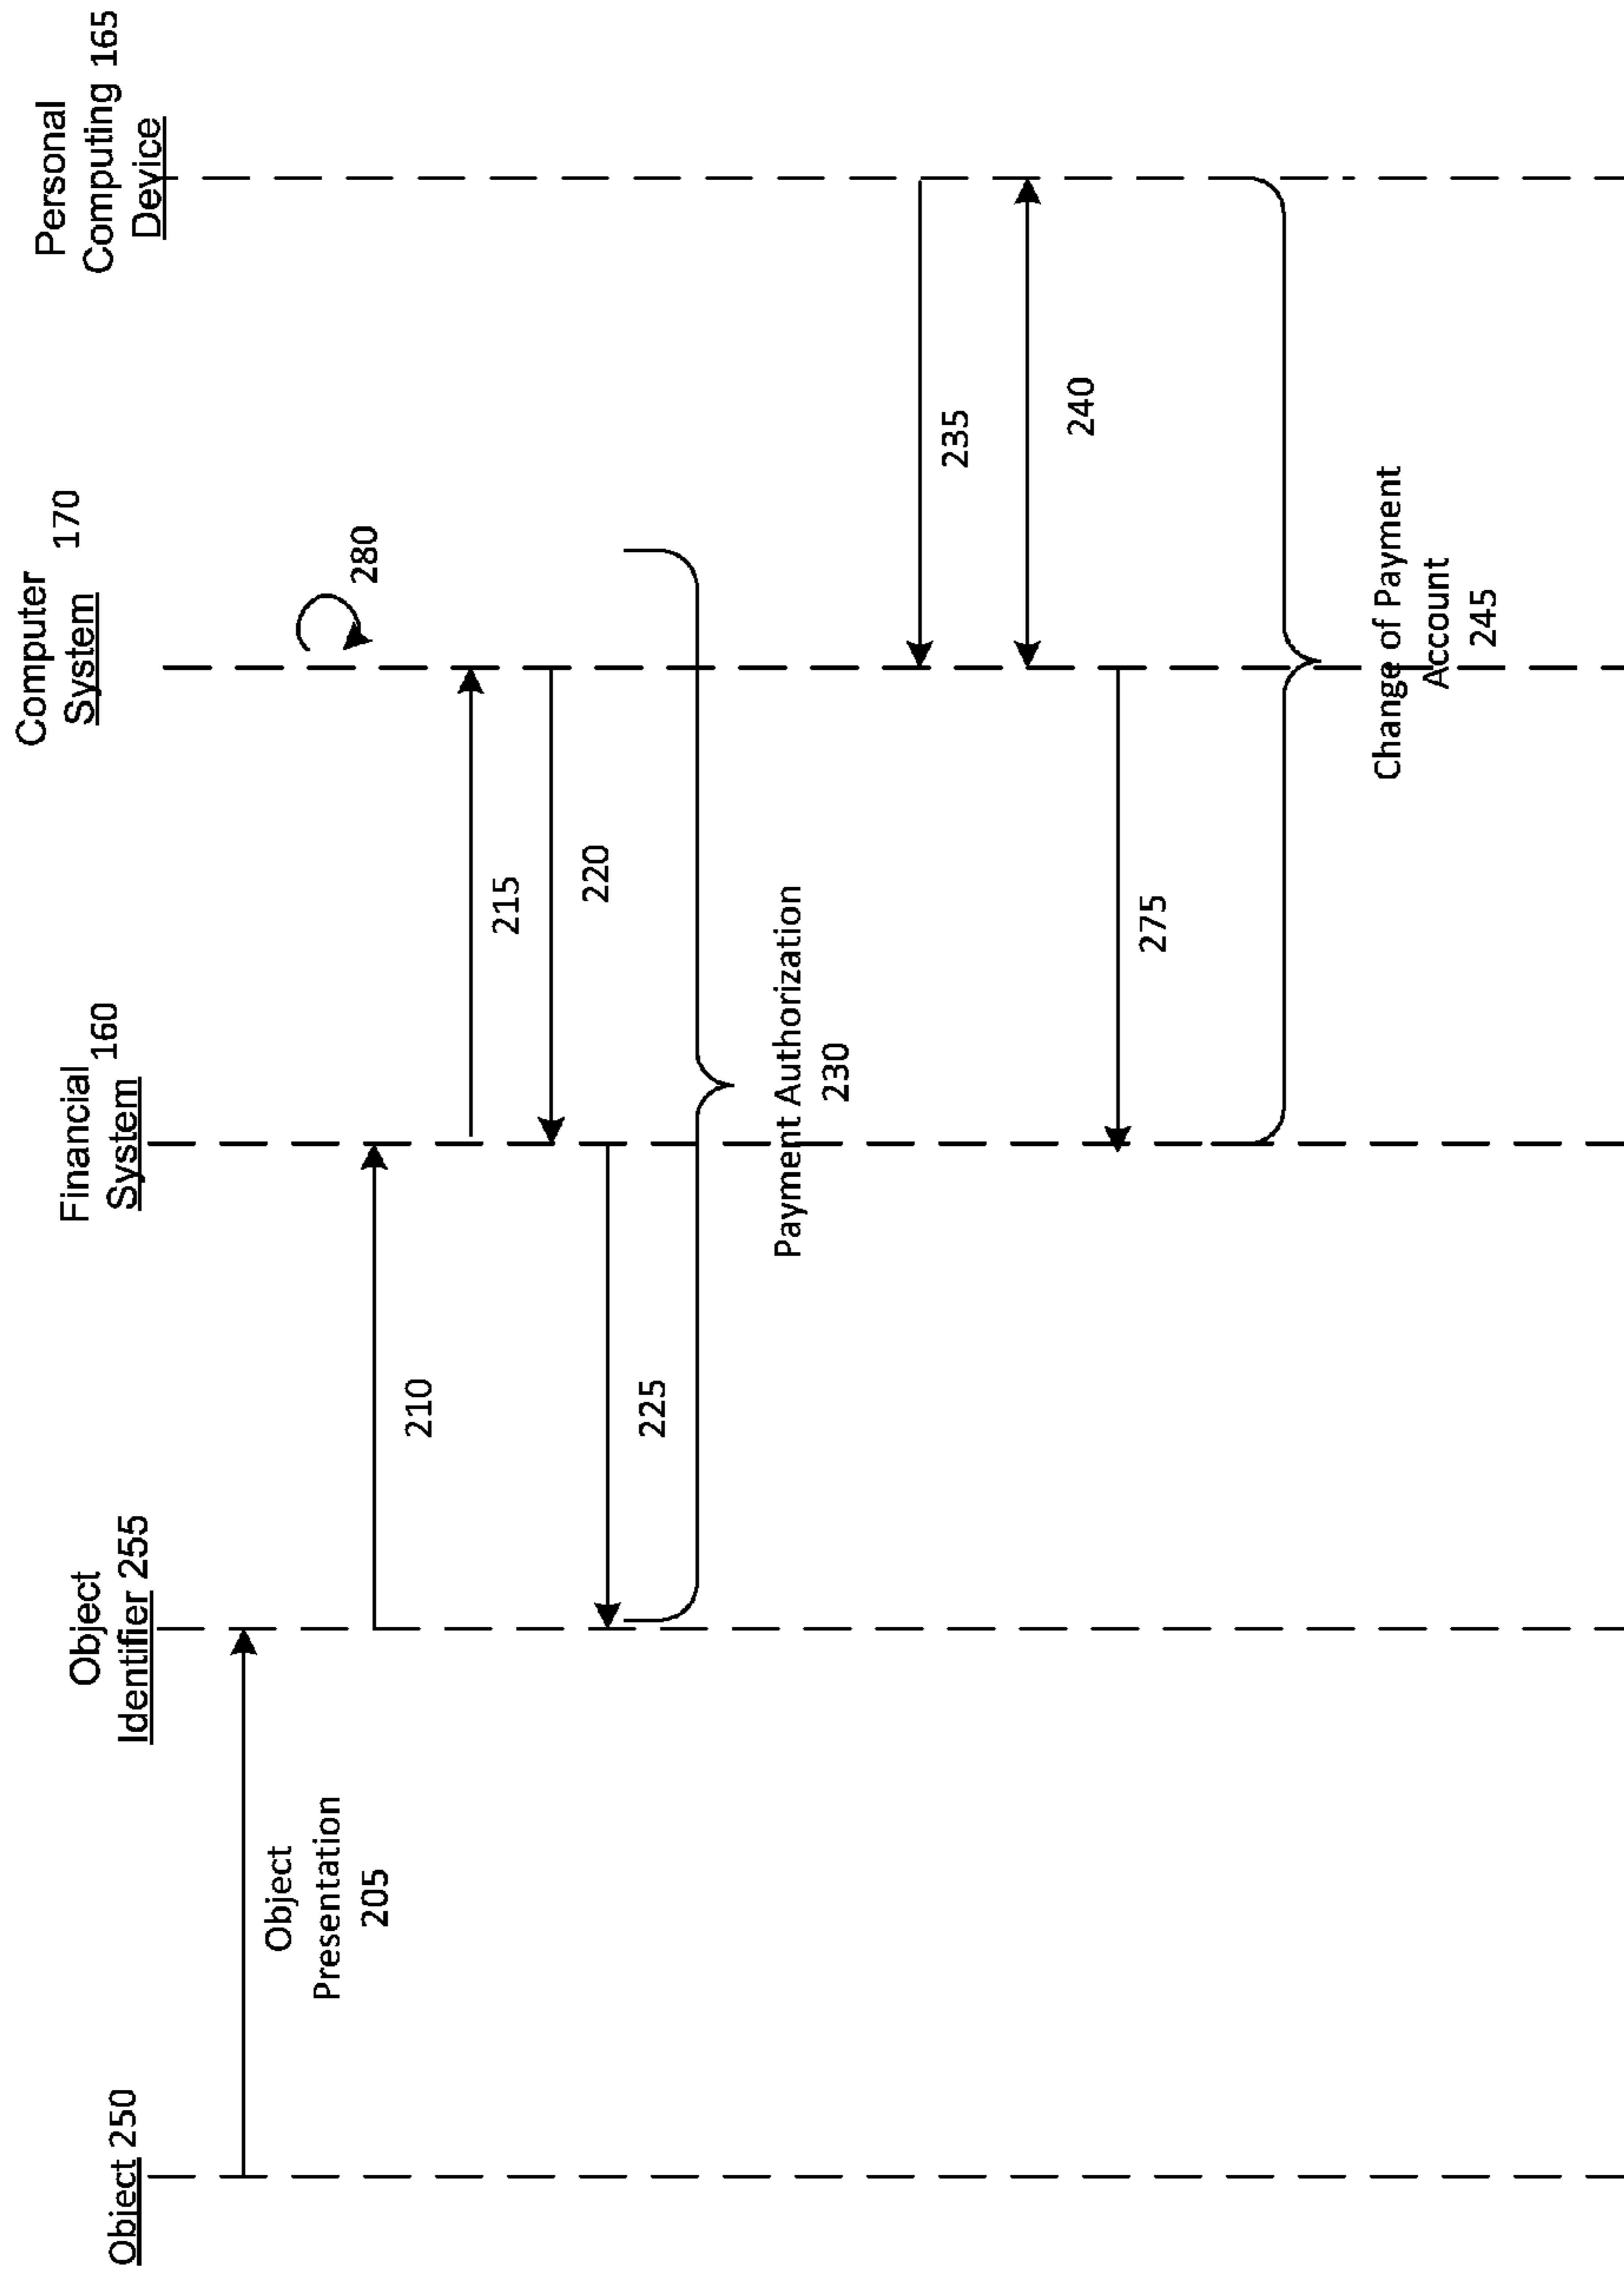 Object 250
Object
Identifier 255
Financial
System 160
Computer
System 170
Personal
Computing 165
Device
Object
Presentation
205
280
210
215
220
225
Payment Authorization
230
235
240
275
Change of Payment
Account
245